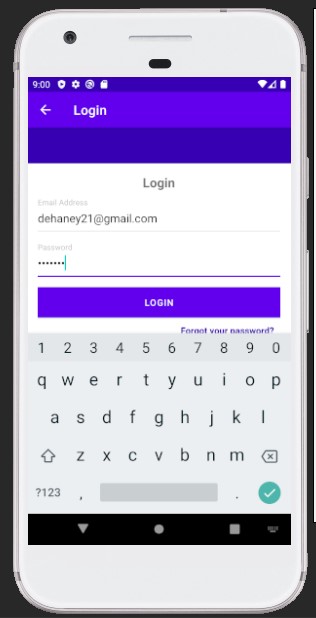 9:00
Login
Login
Email Address
dehaney21@gmail.com
Password
•••••••
LOGIN
Forgot your password?
1 2 3 4 5 6 7 8 9 0
q w e r t y u i o p
a s d f g h j k l
z x c v b n m
?123 , .